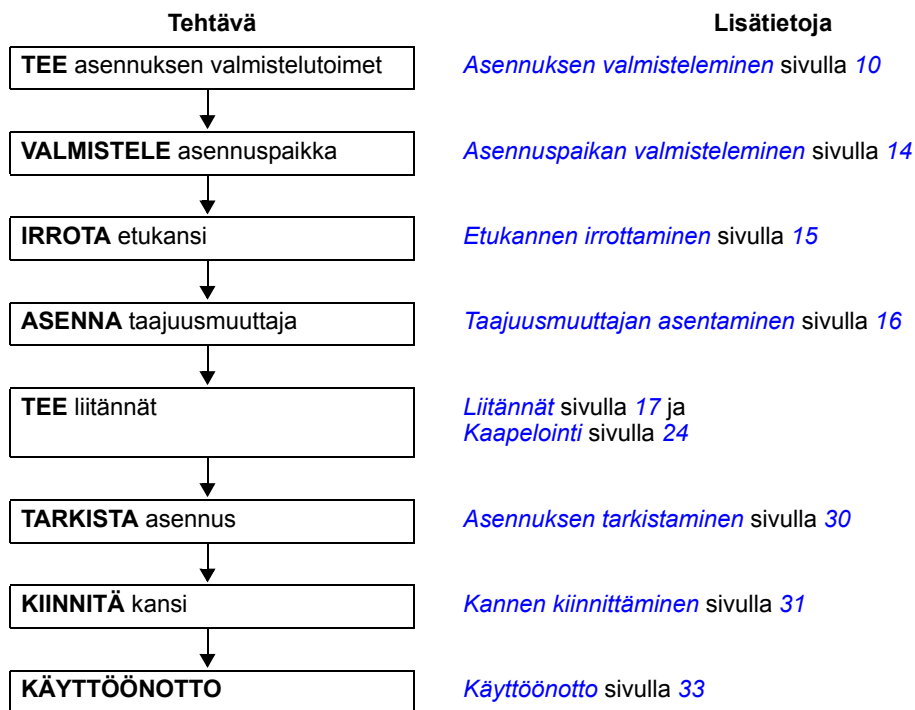 Tehtävä Lisätietoja
TEE asennuksen valmistelutoimet Asennuksen valmisteleminen sivulla 10
VALMISTELE asennuspaikka Asennuspaikan valmisteleminen sivulla 14
IRROTA etukansi Etukannen irrottaminen sivulla 15
ASENNA taajuusmuuttaja Taajuusmuuttajan asentaminen sivulla 16
TEE liitännät Liitännät sivulla 17 ja
Kaapelointi sivulla 24
TARKISTA asennus Asennuksen tarkistaminen sivulla 30
KIINNITÄ kansi Kannen kiinnittäminen sivulla 31
KÄYTTÖÖNOTTO Käyttöönotto sivulla 33